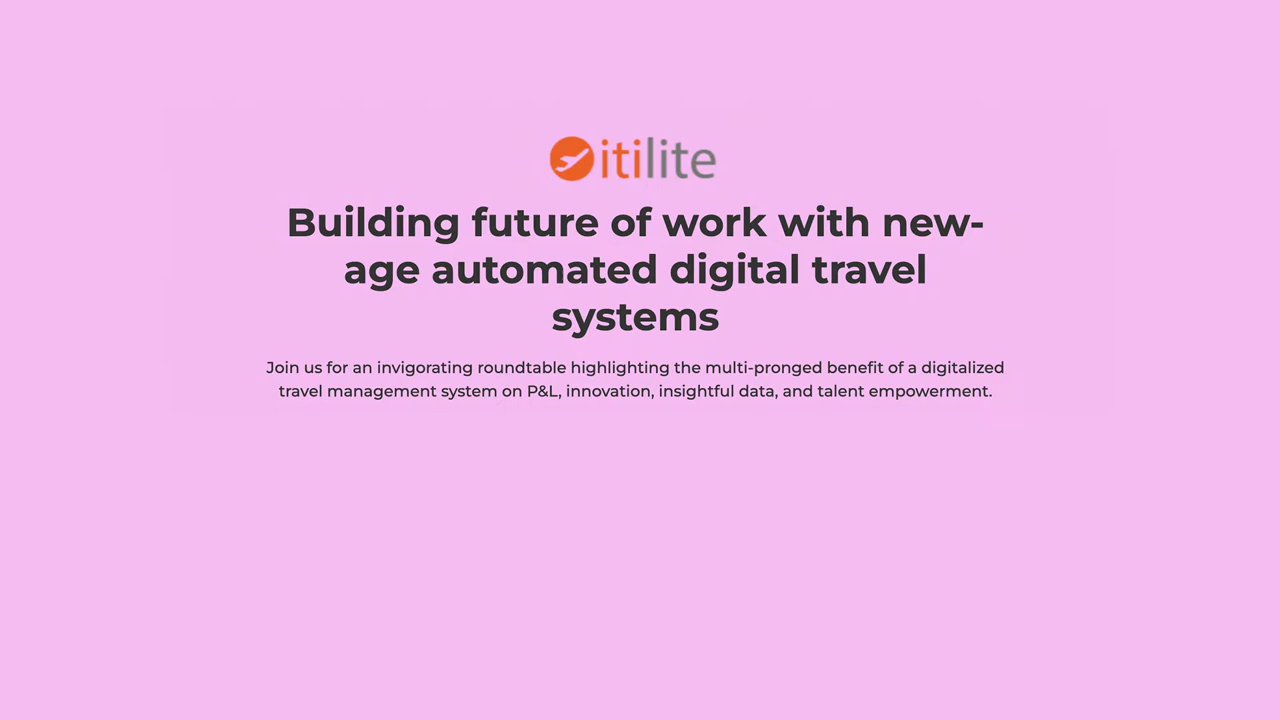 itilite
Building future of work with new-
age automated digital travel
systems
Join us for an invigorating roundtable highlighting the multi-pronged benefit of a digitalized
travel management system on P&L, innovation, insightful data, and talent empowerment.